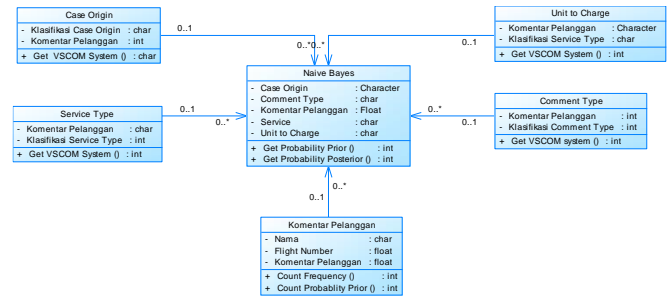 Case Origin
- Klasifikasi Case Origin : char
- Komentar Pelanggan : int
+ Get VSCOM System () : char
Unit to Charge
- Komentar Pelanggan : Character
- Klasifikasi Service Type : char
+ Get VSCOM System () : int
0..1
0..*
0..*
0..1
Naive Bayes
- Case Origin : Character
- Comment Type : char
- Komentar Pelanggan : Float
- Service : char
- Unit to Charge : char
+ Get Probability Prior () : int
+ Get Probability Posterior () : int
Service Type
- Komentar Pelanggan : char
- Klasifikasi Service Type : int
+ Get VSCOM System () : int
0..1
0..*
Comment Type
- Komentar Pelanggan : int
- Klasifikasi Comment Type : int
+ Get VSCOM system () : int
0..*
0..1
0..*
0..1
Komentar Pelanggan
- Nama : char
- Flight Number : float
- Komentar Pelanggan : float
+ Count Frequency () : int
+ Count Probablity Prior () : int